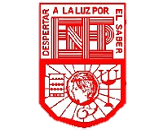 DESPERTAR
A LA LUZ POR
EL SABER
ENP